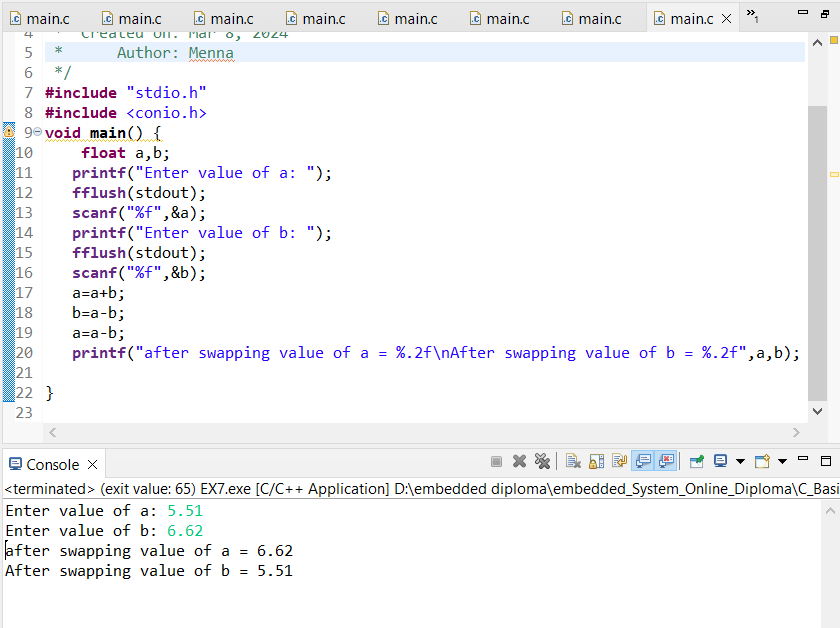 main.c main.c main.c main.c main.c main.c main.c main.c »1
4 * Created on: Mar 8, 2024
5 * Author: Menna
6 */
7 #include "stdio.h"
8 #include <conio.h>
9 void main() {
10 float a,b;
11 printf("Enter value of a: ");
12 fflush(stdout);
13 scanf("%f",&a);
14 printf("Enter value of b: ");
15 fflush(stdout);
16 scanf("%f",&b);
17 a=a+b;
18 b=a-b;
19 a=a-b;
20 printf("after swapping value of a = %.2f\nAfter swapping value of b = %.2f",a,b);
21
22 }
23
Console
<terminated> (exit value: 65) EX7.exe [C/C++ Application] D:\embedded diploma\embedded_System_Online_Diploma\C_Basi
Enter value of a: 5.51
Enter value of b: 6.62
after swapping value of a = 6.62
After swapping value of b = 5.51